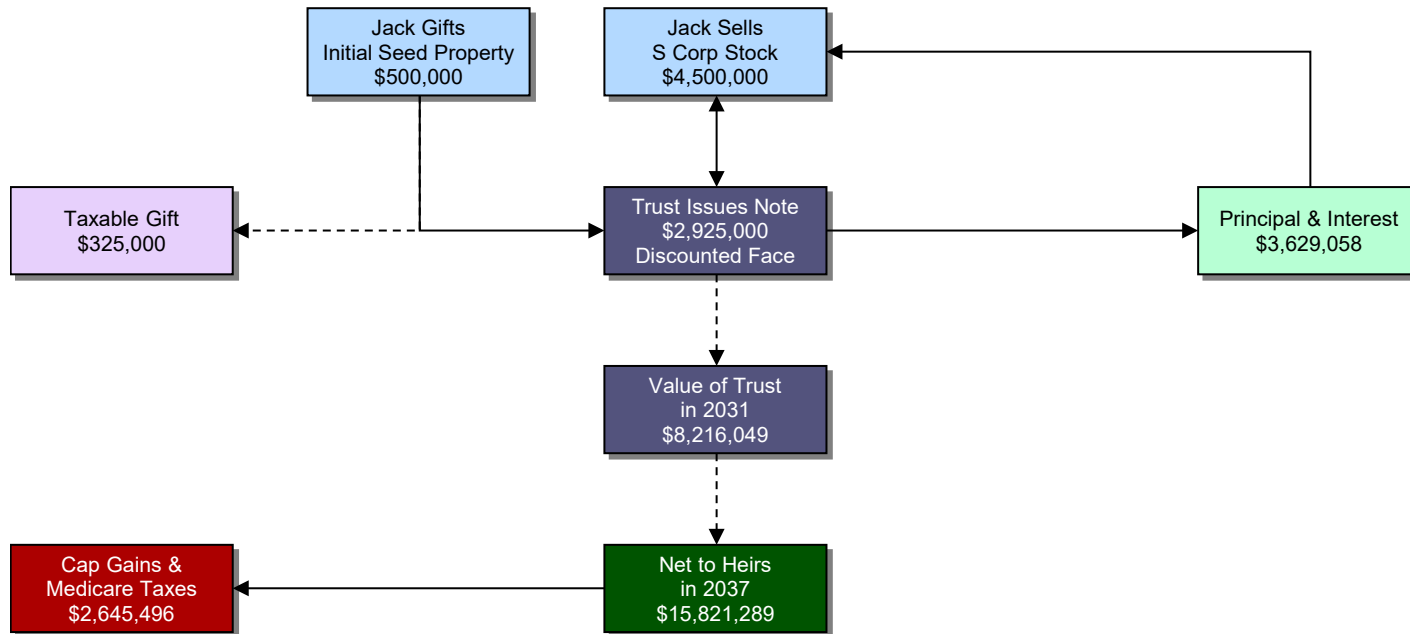 Jack Gifts
Initial Seed Property
$500,000
Jack Sells
S Corp Stock
$4,500,000
Taxable Gift
$325,000
Trust Issues Note
$2,925,000
Discounted Face
Principal & Interest
$3,629,058
Value of Trust
in 2031
$8,216,049
Cap Gains &
Medicare Taxes
$2,645,496
Net to Heirs
in 2037
$15,821,289